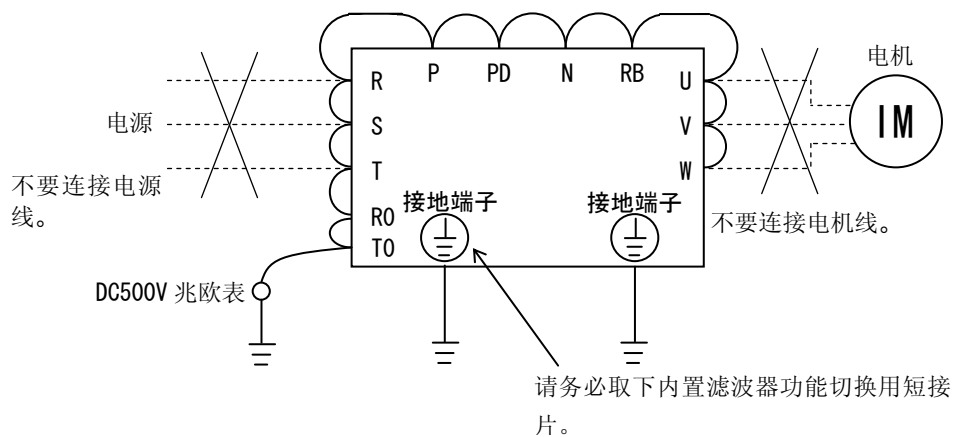 P PD N RB
R
S
T
R0
T0
U
V
W
电机
IM
电源
不要连接电源
线。
接地端子
接地端子
不要连接电机线。
DC500V 兆欧表
请务必取下内置滤波器功能切换用短接
片。